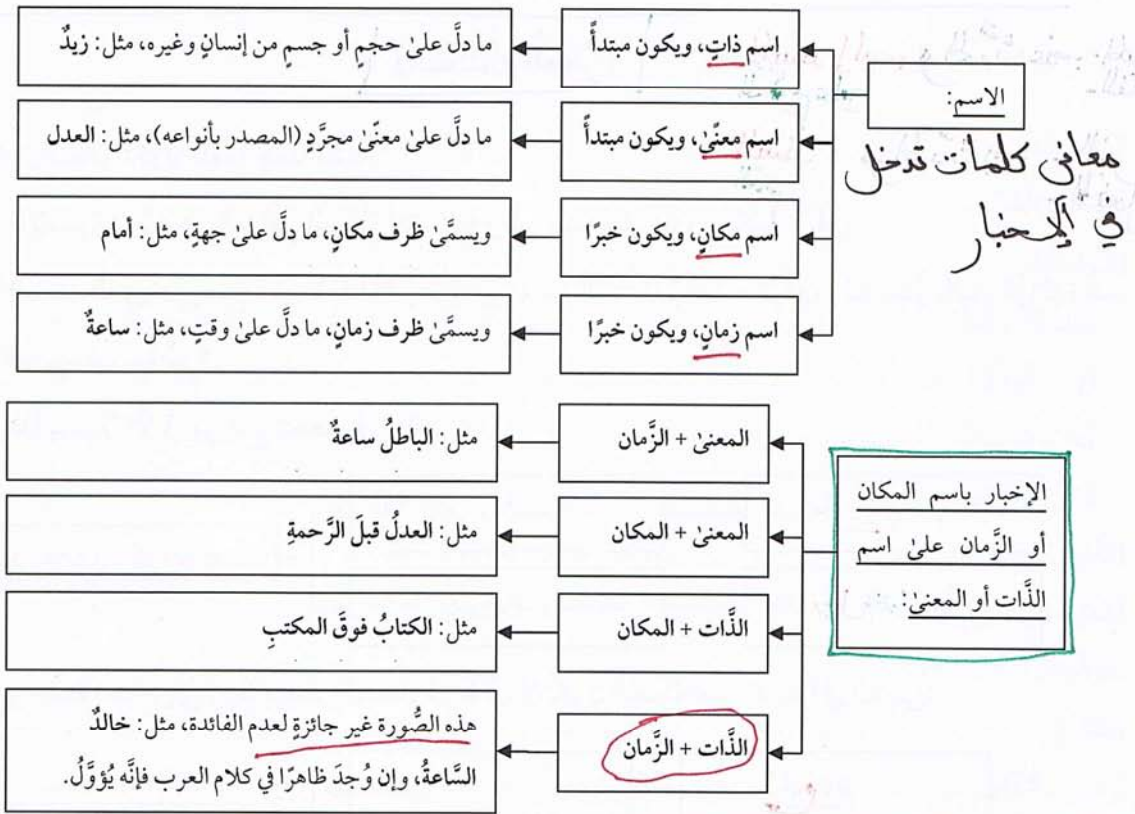 الاسم:
معاني كلمات تدخل
في الإخبار
اسم ذاتٍ، ويكون مبتدأً
ما دلَّ علىٰ حجمٍ أو جسمٍ من إنسانٍ وغيره، مثل: زيدٌ
اسم معنًىٰ، ويكون مبتدأً
ما دلَّ علىٰ معنًىٰ مجرَّدٍ (المصدر بأنواعه)، مثل: العدل
اسم مكانٍ، ويكون خبرًا
ويسمَّىٰ ظرف مكانٍ، ما دلَّ علىٰ جهةٍ، مثل: أمام
اسم زمانٍ، ويكون خبرًا
ويسمَّىٰ ظرف زمانٍ، ما دلَّ علىٰ وقتٍ، مثل: ساعةٌ
الإخبار باسم المكان
أو الزَّمان علىٰ اسم
الذَّات أو المعنىٰ:
المعنىٰ + الزَّمان
مثل: الباطلُ ساعةٌ
المعنىٰ + المكان
مثل: العدلُ قبلَ الرَّحمةِ
الذَّات + المكان
مثل: الكتابُ فوقَ المكتبِ
الذَّات + الزَّمان
هذه الصُّورة غير جائزةٍ لعدم الفائدة، مثل: خالدٌ
السَّاعةُ، وإن وُجدَ ظاهرًا في كلام العرب فإنَّه يُؤوَّلُ.